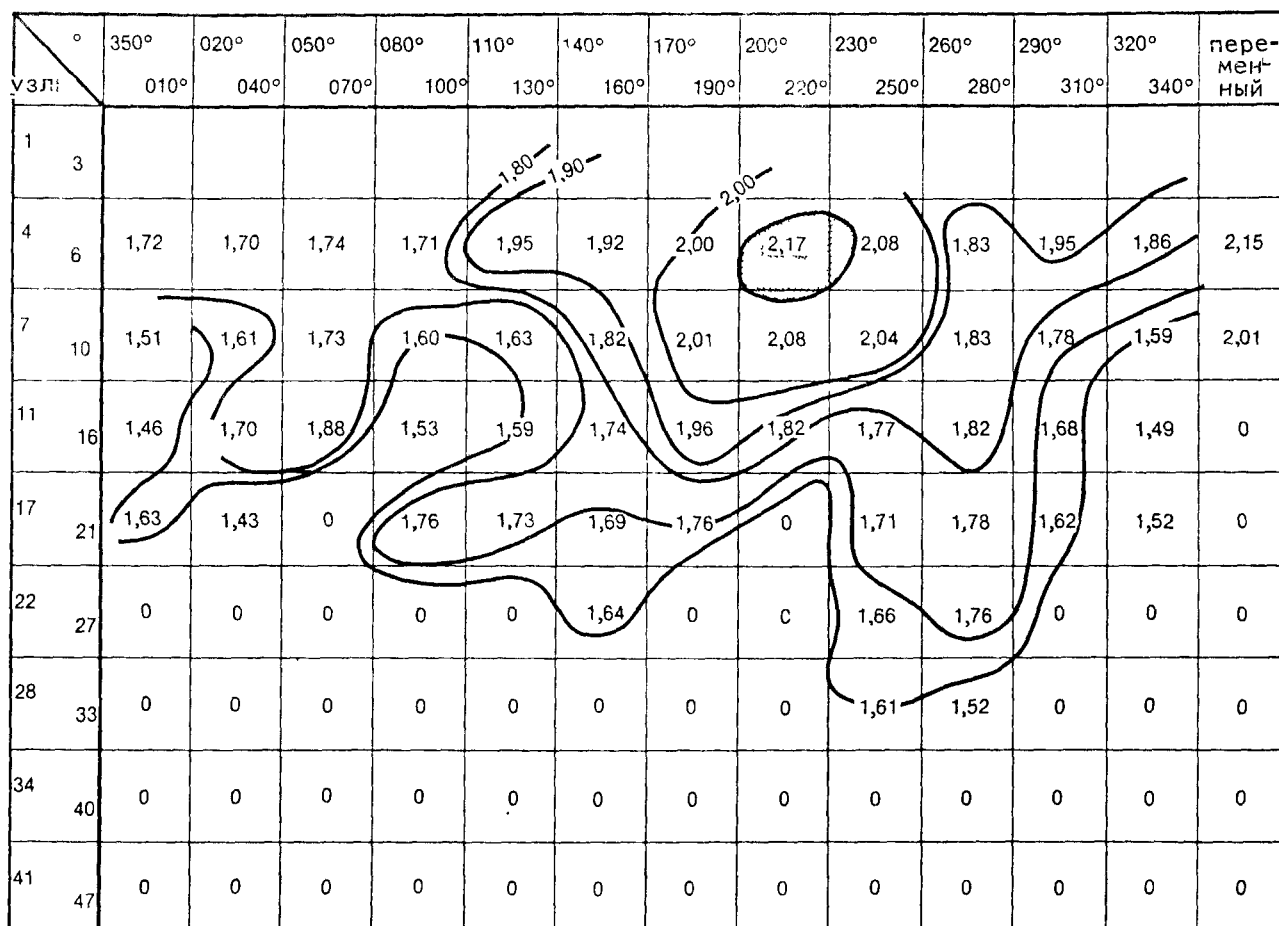 ° 350° 020° 050° 080° 110° 140° 170° 200° 230° 260° 290° 320° пере-
мен-
ный
узлы 010° 040° 070° 100° 130° 160° 190° 220° 250° 280° 310° 340°
1 3
1,80 1,90 2,00
4 6 1,72 1,70 1,74 1,71 1,95 1,92 2,00 2,17 2,08 1,83 1,95 1,86 2,15
7 10 1,51 1,61 1,73 1,60 1,63 1,82 2,01 2,08 2,04 1,83 1,78 1,59 2,01
11 16 1,46 1,70 1,88 1,53 1,59 1,74 1,96 1,82 1,77 1,82 1,68 1,49 0
17 21 1,63 1,43 0 1,76 1,73 1,69 1,76 0 1,71 1,78 1,62 1,52 0
22 27 0 0 0 0 0 1,64 0 0 1,66 1,76 0 0 0
28 33 0 0 0 0 0 0 0 0 1,61 1,52 0 0 0
34 40 0 0 0 0 0 0 0 0 0 0 0 0 0
41 47 0 0 0 0 0 0 0 0 0 0 0 0 0